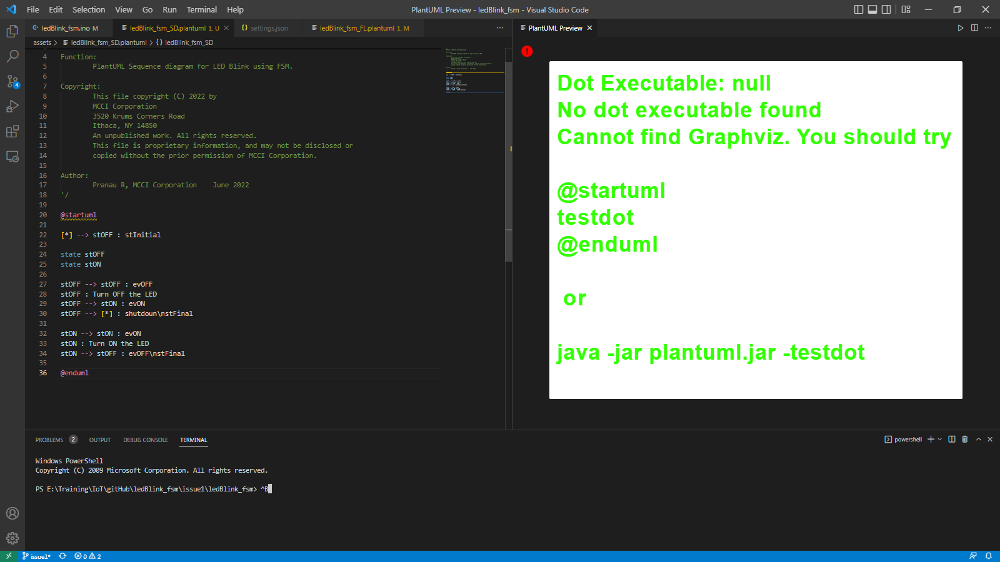 File Edit Selection View Go Run Terminal Help
PlantUML Preview - ledBlink_fsm - Visual Studio Code
ledBlink_fsm.ino M
ledBlink_fsm_SD.plantuml 1, U
settings.json
ledBlink_fsm_FL.plantuml 1, M
PlantUML Preview
assets > ledBlink_fsm_SD.plantuml > {} ledBlink_fsm_SD
4 Function:
5 PlantUML Sequence diagram for LED Blink using FSM.
6
7 Copyright:
8 This file copyright (C) 2022 by
9 MCCI Corporation
10 3520 Krums Corners Road
11 Ithaca, NY 14850
12 An unpublished work. All rights reserved.
13 This file is proprietary information, and may not be disclosed or
14 copied without the prior permission of MCCI Corporation.
15
16 Author:
17 Pranau R, MCCI Corporation June 2022
18 '/
19
20 @startuml
21
22 [*] --> stOFF : stInitial
23
24 state stOFF
25 state stON
26
27 stOFF --> stOFF : evOFF
28 stOFF : Turn OFF the LED
29 stOFF --> stON : evON
30 stOFF --> [*] : shutdoun\nstFinal
31
32 stON --> stON : evON
33 stON : Turn ON the LED
34 stON --> stOFF : evOFF\nstFinal
35
36 @enduml
Dot Executable: null
No dot executable found
Cannot find Graphviz. You should try
@startuml
testdot
@enduml
or
java -jar plantuml.jar -testdot
PROBLEMS 2 OUTPUT DEBUG CONSOLE TERMINAL
powershell
Windows PowerShell
Copyright (C) 2009 Microsoft Corporation. All rights reserved.
PS E:\Training\IoT\gitHub\ledBlink_fsm\issue1\ledBlink_fsm> ^B
4
issue1* 0 2